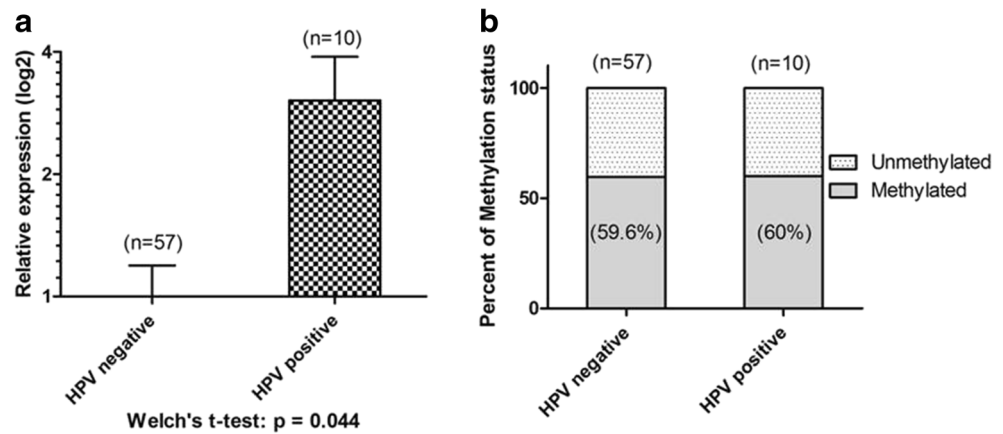 a
Relative expression (log2)
4
2
1
(n=57)
(n=10)
HPV negative
HPV positive
Welch's t-test: p = 0.044
b
Percent of Methylation status
100
50
0
(n=57)
(n=10)
(59.6%)
(60%)
HPV negative
HPV positive
Unmethylated
Methylated